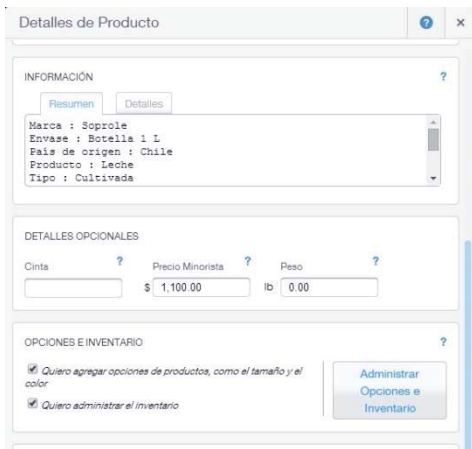 Detalles de Producto
?
×
INFORMACIÓN
?
Resumen
Detalles
Marca : Soprole
Envase : Botella 1 L
País de origen : Chile
Producto : Leche
Tipo : Cultivada
DETALLES OPCIONALES
Cinta ? Precio Minorista ? Peso ?
$ 1,100.00 lb 0.00
OPCIONES E INVENTARIO
?
Quiero agregar opciones de productos, como el tamaño y el
color
Quiero administrar el inventario
Administrar
Opciones e
Inventario